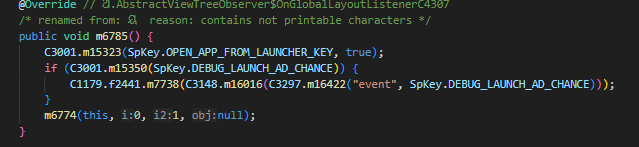 @Override // .AbstractViewTreeObserver$OnGlobalLayoutListenerC4307
/* renamed from: reason: contains not printable characters */
public void m6785() {
C3001.m15323(SpKey.OPEN_APP_FROM_LAUNCHER_KEY, true);
if (C3001.m15350(SpKey.DEBUG_LAUNCH_AD_CHANCE)) {
C1179.f2441.m7738(C3148.m16016(C3297.m16422("event", SpKey.DEBUG_LAUNCH_AD_CHANCE)));
}
m6774(this, i:0, i2:1, obj:null);
}